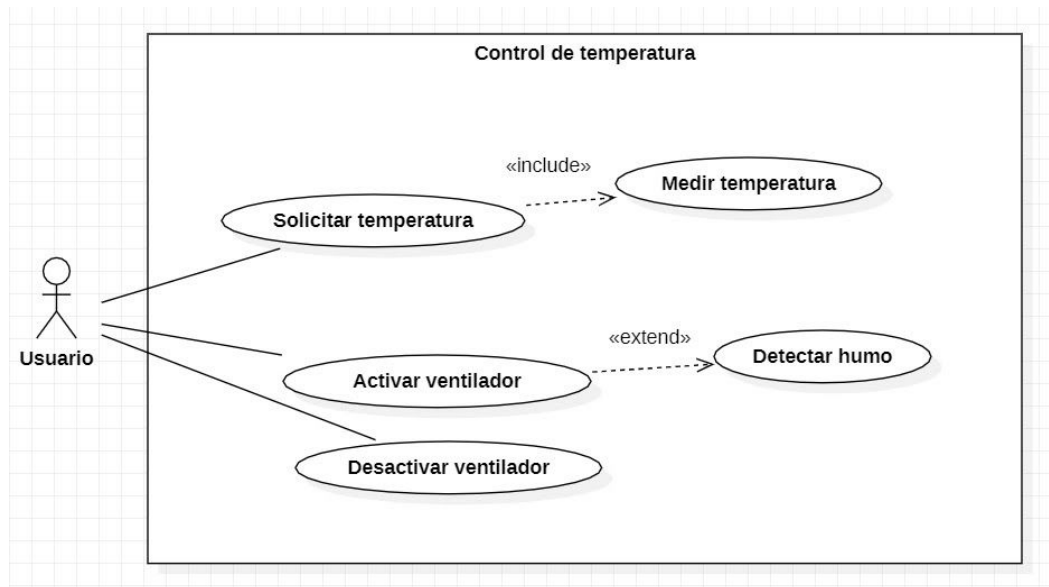 Control de temperatura
«include»
Medir temperatura
Solicitar temperatura
Usuario
«extend»
Detectar humo
Activar ventilador
Desactivar ventilador